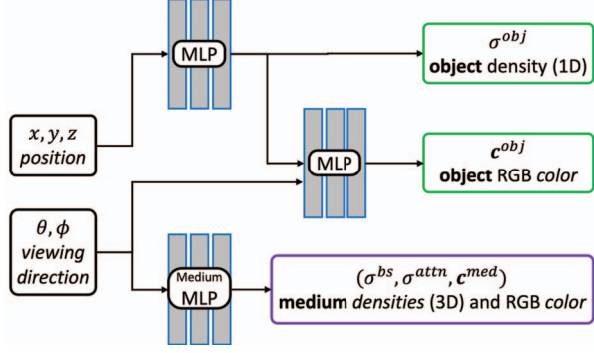 MLP
σ^{obj}
object density (1D)
x, y, z
position
MLP
c^{obj}
object RGB color
θ, ϕ
viewing
direction
Medium
MLP
(σ^{bs}, σ^{attn}, c^{med})
medium densities (3D) and RGB color